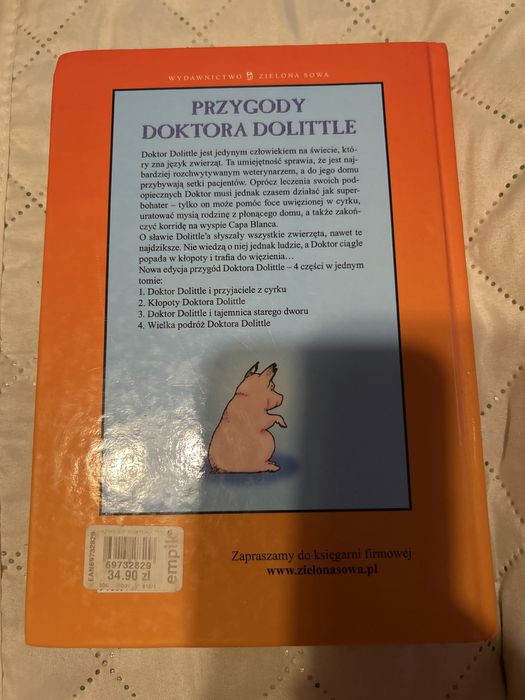 WYDAWNICTWO ZIELONA SOWA
PRZYGODY
DOKTORA DOLITTLE
Doktor Dolittle jest jedynym człowiekiem na świecie, któ-
ry zna język zwierząt. Ta umiejętność sprawia, że jest naj-
bardziej rozchwytywanym weterynarzem, a do jego domu
przybywają setki pacjentów. Oprócz leczenia swoich pod-
opiecznych Doktor musi jednak czasem działać jak super-
bohater – tylko on może pomóc foce uwięzionej w cyrku,
uratować mysią rodzinę z płonącego domu, a także zakoń-
czyć korridę na wyspie Capa Blanca.
O sławie Dolittle'a słyszały wszystkie zwierzęta, nawet te
najdziksze. Nie wiedzą o niej jednak ludzie, a Doktor ciągle
popada w kłopoty i trafia do więzienia…
Nowa edycja przygód Doktora Dolittle – 4 części w jednym
tomie:
1. Doktor Dolittle i przyjaciele z cyrku
2. Kłopoty Doktora Dolittle
3. Doktor Dolittle i tajemnica starego dworu
4. Wielka podróż Doktora Dolittle
EAN69732829
69732829
34.90 zł
empik
Zapraszamy do księgarni firmowej
www.zielonasowa.pl